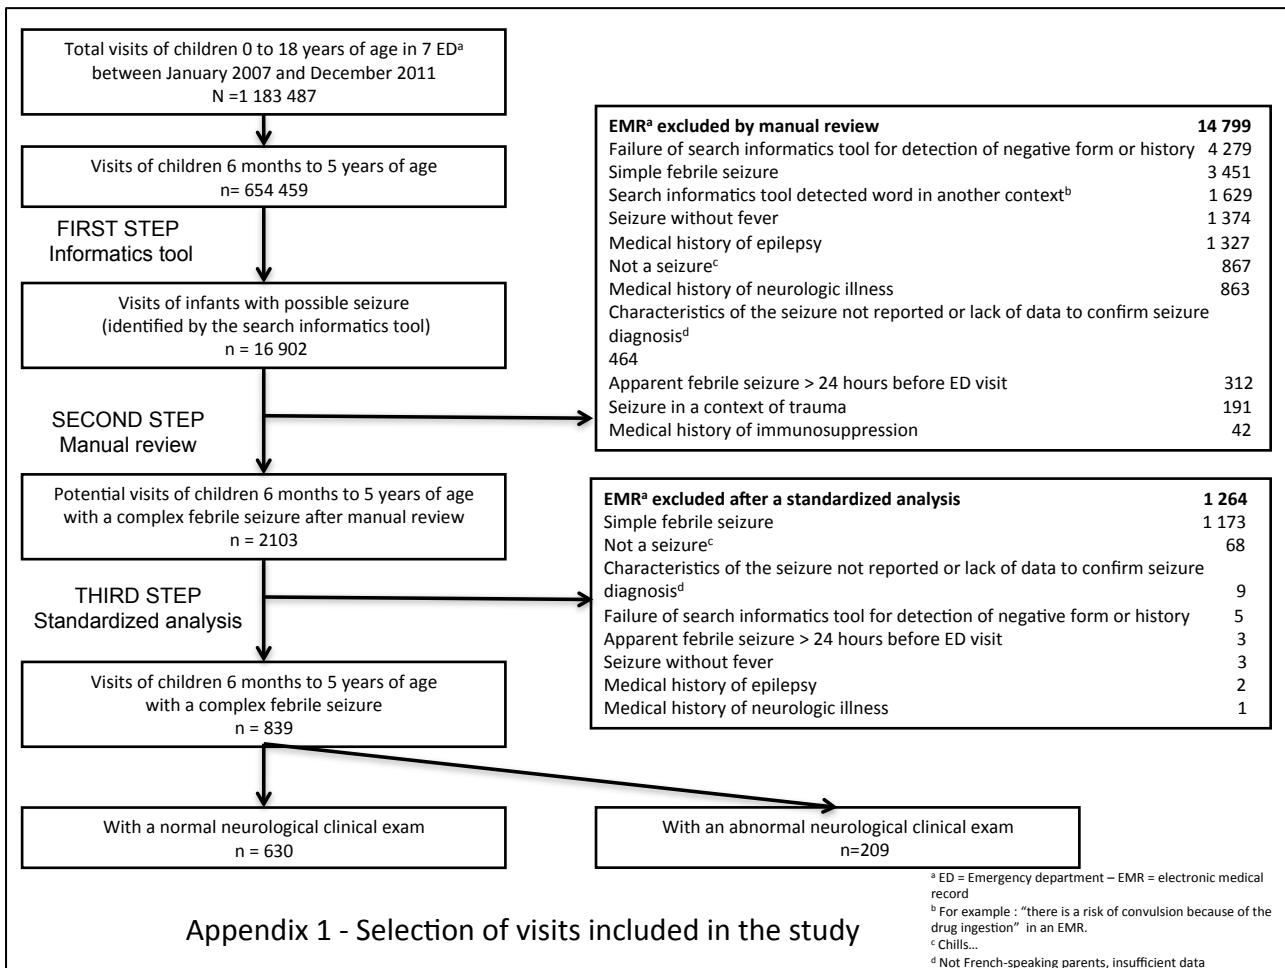 Total visits of children 0 to 18 years of age in 7 EDᵃ
between January 2007 and December 2011
N =1 183 487
Visits of children 6 months to 5 years of age
n= 654 459
FIRST STEP
Informatics tool
Visits of infants with possible seizure
(identified by the search informatics tool)
n = 16 902
SECOND STEP
Manual review
EMRᵃ excluded by manual review 14 799
Failure of search informatics tool for detection of negative form or history 4 279
Simple febrile seizure 3 451
Search informatics tool detected word in another contextᵇ 1 629
Seizure without fever 1 374
Medical history of epilepsy 1 327
Not a seizureᶜ 867
Medical history of neurologic illness 863
Characteristics of the seizure not reported or lack of data to confirm seizure
diagnosisᵈ
464
Apparent febrile seizure > 24 hours before ED visit 312
Seizure in a context of trauma 191
Medical history of immunosuppression 42
Potential visits of children 6 months to 5 years of age
with a complex febrile seizure after manual review
n = 2103
THIRD STEP
Standardized analysis
EMRᵃ excluded after a standardized analysis 1 264
Simple febrile seizure 1 173
Not a seizureᶜ 68
Characteristics of the seizure not reported or lack of data to confirm seizure
diagnosisᵈ 9
Failure of search informatics tool for detection of negative form or history 5
Apparent febrile seizure > 24 hours before ED visit 3
Seizure without fever 3
Medical history of epilepsy 2
Medical history of neurologic illness 1
Visits of children 6 months to 5 years of age
with a complex febrile seizure
n = 839
With a normal neurological clinical exam
n = 630
With an abnormal neurological clinical exam
n=209
Appendix 1 - Selection of visits included in the study
ᵃ ED = Emergency department – EMR = electronic medical
record
ᵇ For example : “there is a risk of convulsion because of the
drug ingestion” in an EMR.
ᶜ Chills...
ᵈ Not French-speaking parents, insufficient data